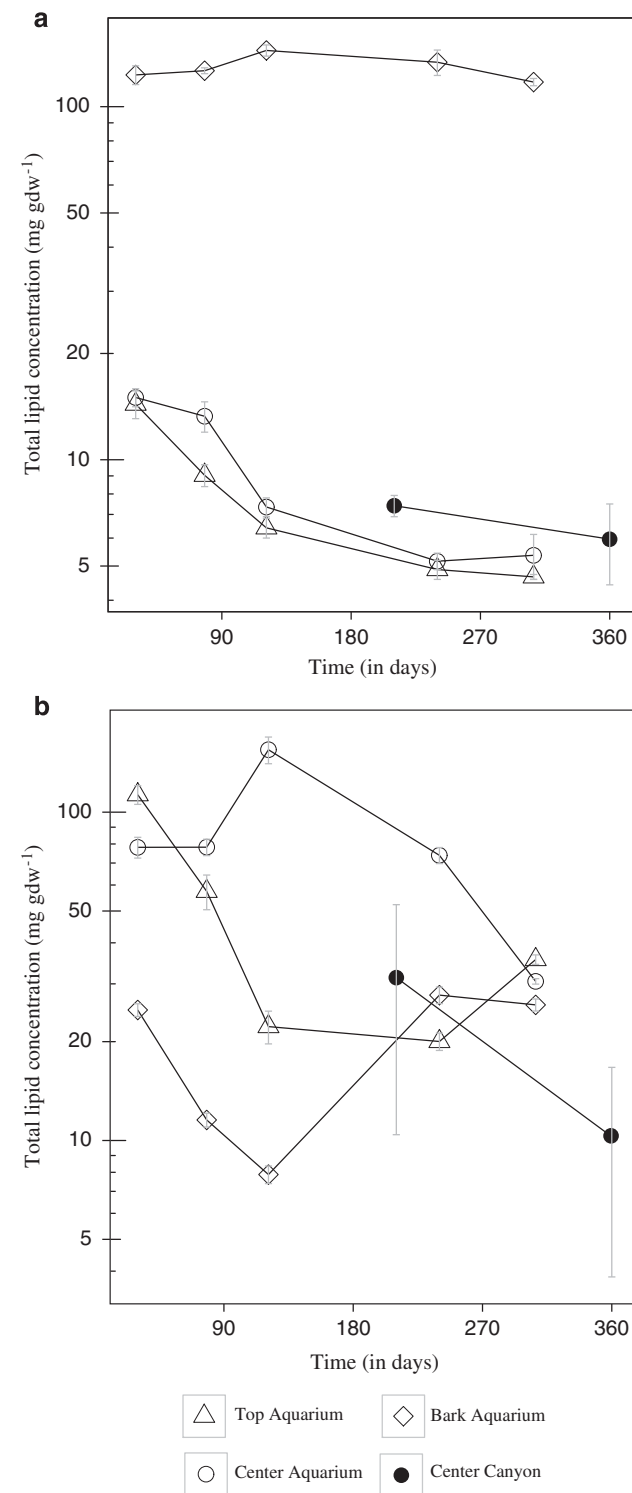 a
Total lipid concentration (mg gdw⁻¹)
100
50
20
10
5
90 180 270 360
Time (in days)
b
Total lipid concentration (mg gdw⁻¹)
100
50
20
10
5
90 180 270 360
Time (in days)
Top Aquarium Bark Aquarium
Center Aquarium Center Canyon